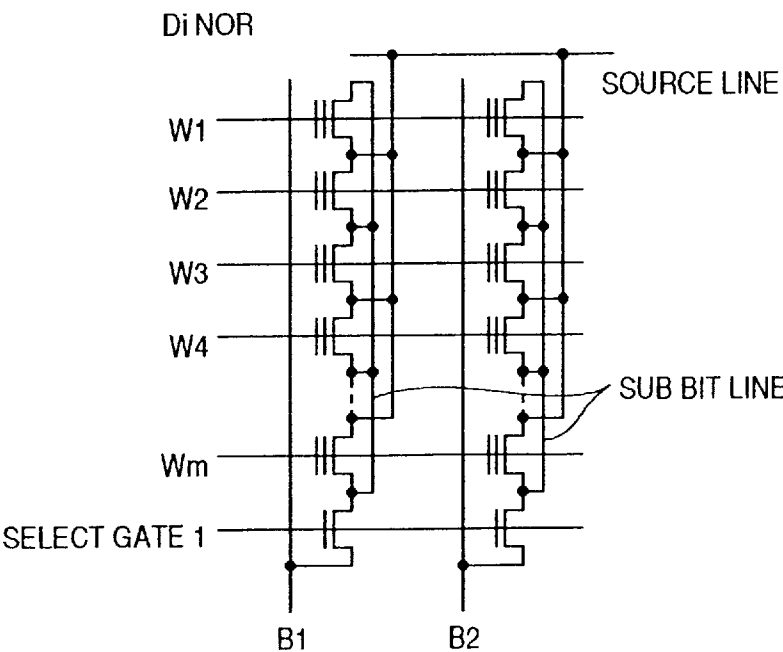 Di NOR
SOURCE LINE
W1
W2
W3
W4
SUB BIT LINE
Wm
SELECT GATE 1
B1
B2